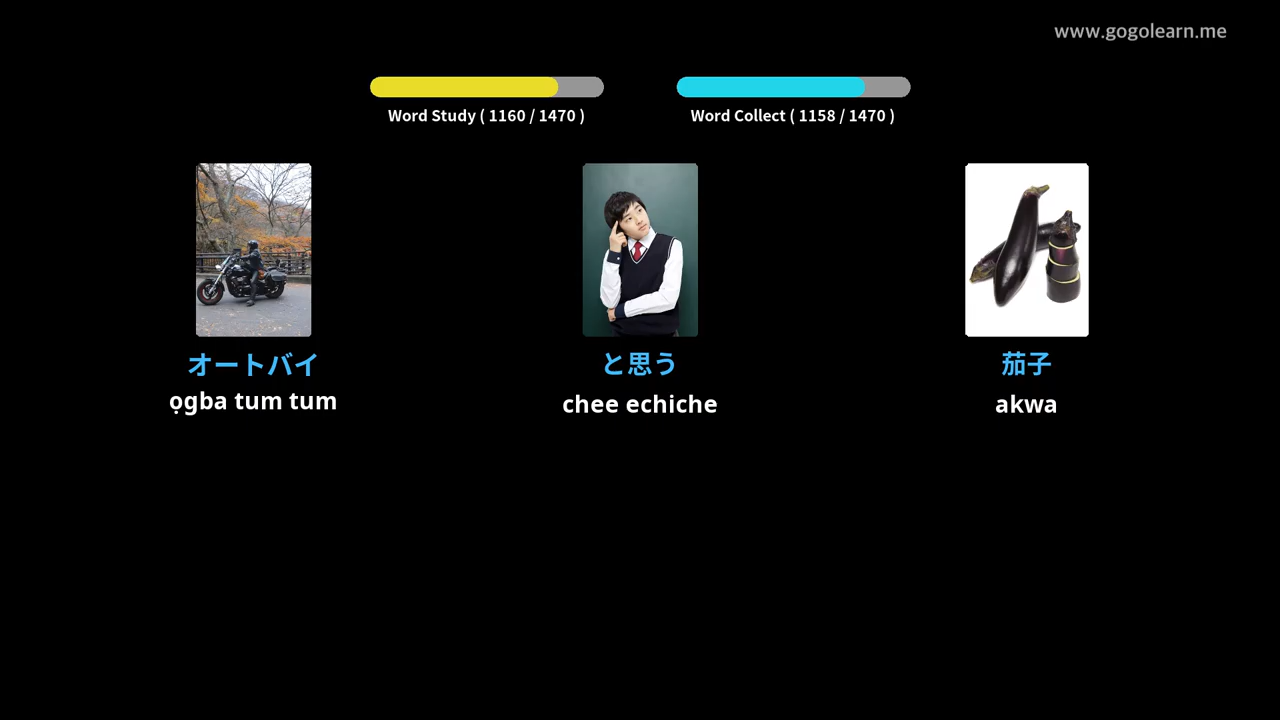 www.gogolearn.me
Word Study ( 1160 / 1470 )
Word Collect ( 1158 / 1470 )
オートバイ
ọgba tum tum
と思う
chee echiche
茄子
akwa